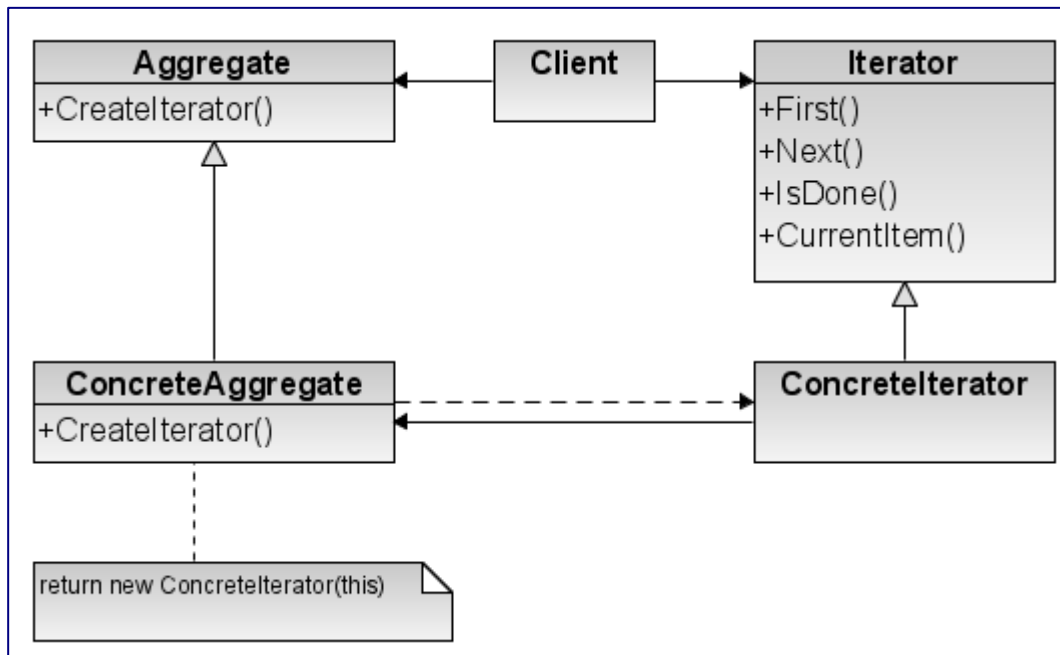 Aggregate
+CreateIterator()
Client
Iterator
+First()
+Next()
+IsDone()
+CurrentItem()
ConcreteAggregate
+CreateIterator()
ConcreteIterator
return new ConcreteIterator(this)